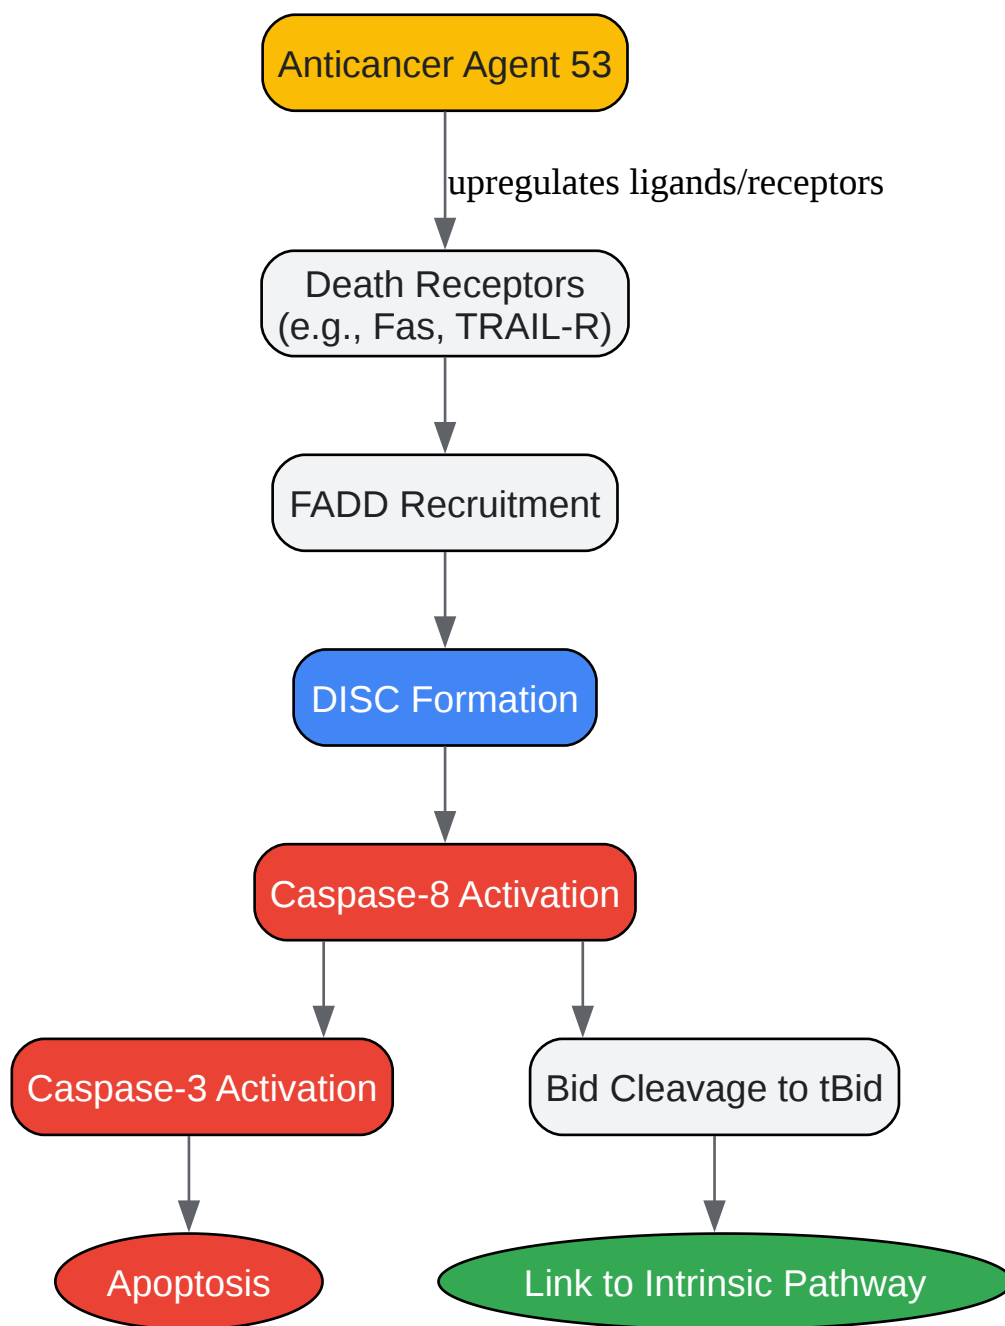 Anticancer Agent 53
upregulates ligands/receptors
Death Receptors
(e.g., Fas, TRAIL-R)
FADD Recruitment
DISC Formation
Caspase-8 Activation
Caspase-3 Activation
Bid Cleavage to tBid
Apoptosis
Link to Intrinsic Pathway